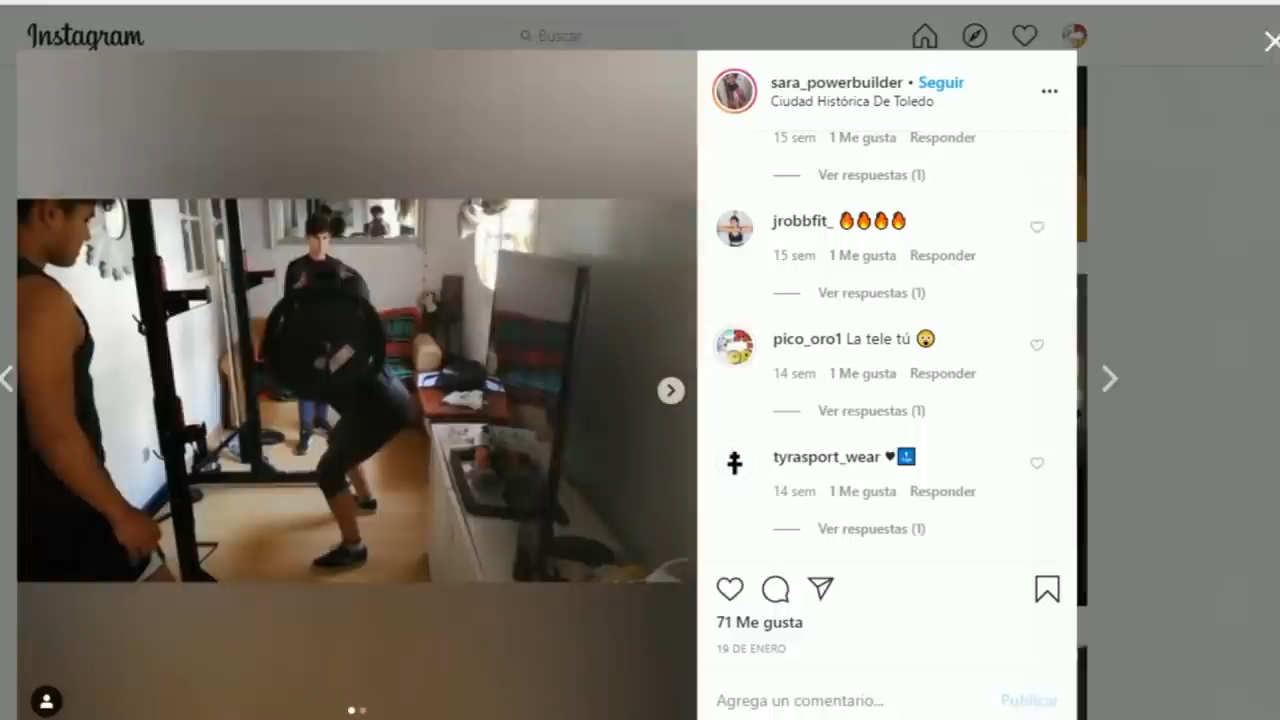 Instagram
Buscar
sara_powerbuilder • Seguir
Ciudad Histórica De Toledo
15 sem 1 Me gusta Responder
Ver respuestas (1)
jrobbfit_ 🔥🔥🔥🔥
15 sem 1 Me gusta Responder
Ver respuestas (1)
pico_oro1 La tele tú 😮
14 sem 1 Me gusta Responder
Ver respuestas (1)
tyrasport_wear ♥
14 sem 1 Me gusta Responder
Ver respuestas (1)
71 Me gusta
19 DE ENERO
Agrega un comentario... Publicar